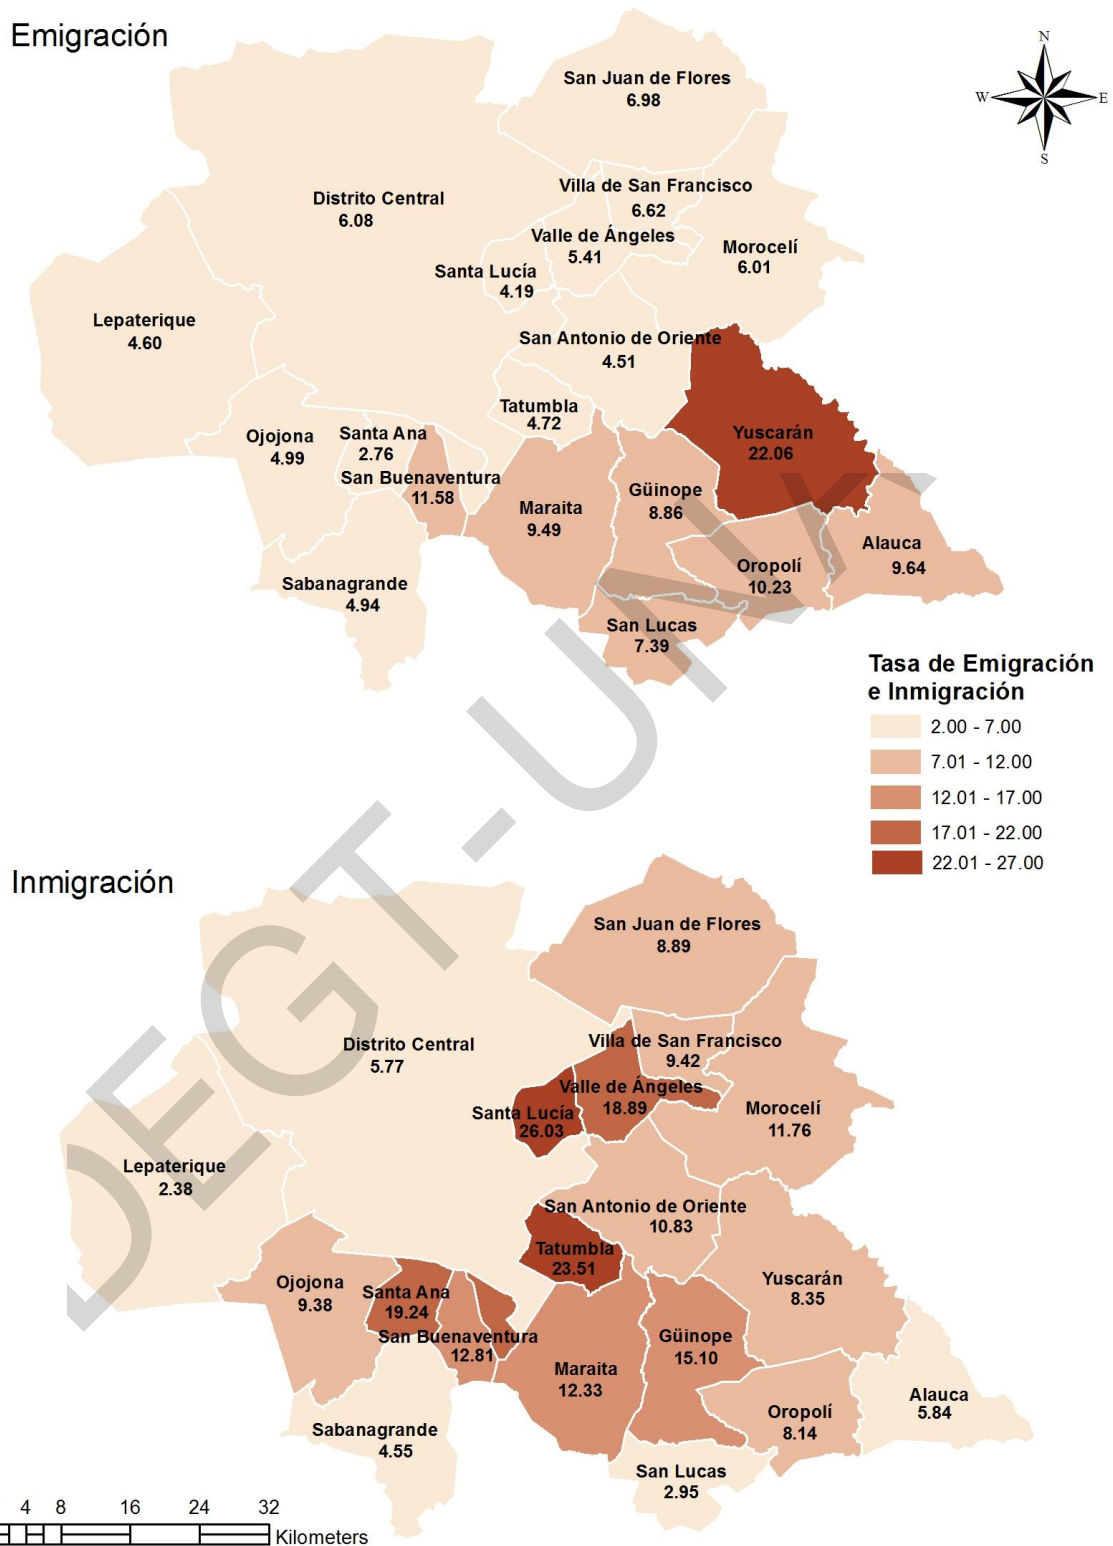 Emigración
N
W
E
S
San Juan de Flores
6.98
Villa de San Francisco
6.62
Distrito Central
6.08
Valle de Ángeles
5.41
Morocelí
6.01
Santa Lucía
4.19
Lepaterique
4.60
San Antonio de Oriente
4.51
Tatumbla
4.72
Yuscarán
22.06
Ojojona
4.99
Santa Ana
2.76
San Buenaventura
11.58
Maraita
9.49
Güinope
8.86
Alauca
9.64
Oropolí
10.23
Sabanagrande
4.94
San Lucas
7.39
Tasa de Emigración
e Inmigración
2.00 - 7.00
7.01 - 12.00
12.01 - 17.00
17.01 - 22.00
22.01 - 27.00
Inmigración
San Juan de Flores
8.89
Villa de San Francisco
9.42
Distrito Central
5.77
Valle de Ángeles
18.89
Santa Lucía
26.03
Morocelí
11.76
Lepaterique
2.38
San Antonio de Oriente
10.83
Tatumbla
23.51
Yuscarán
8.35
Ojojona
9.38
Santa Ana
19.24
San Buenaventura
12.81
Güinope
15.10
Maraita
12.33
Alauca
5.84
Oropolí
8.14
Sabanagrande
4.55
San Lucas
2.95
4 8 16 24 32
Kilometers